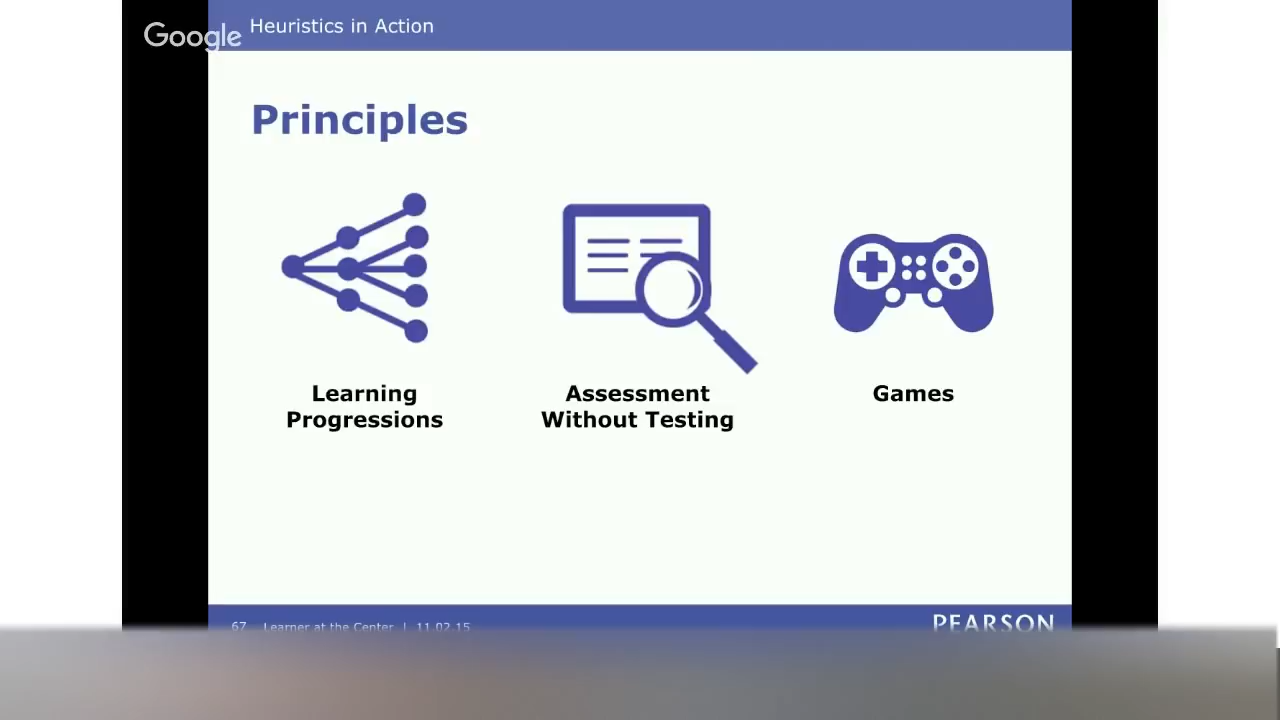 Google
Heuristics in Action
Principles
Learning
Progressions
Assessment
Without Testing
Games
67 Learner at the Center | 11.02.15
PEARSON